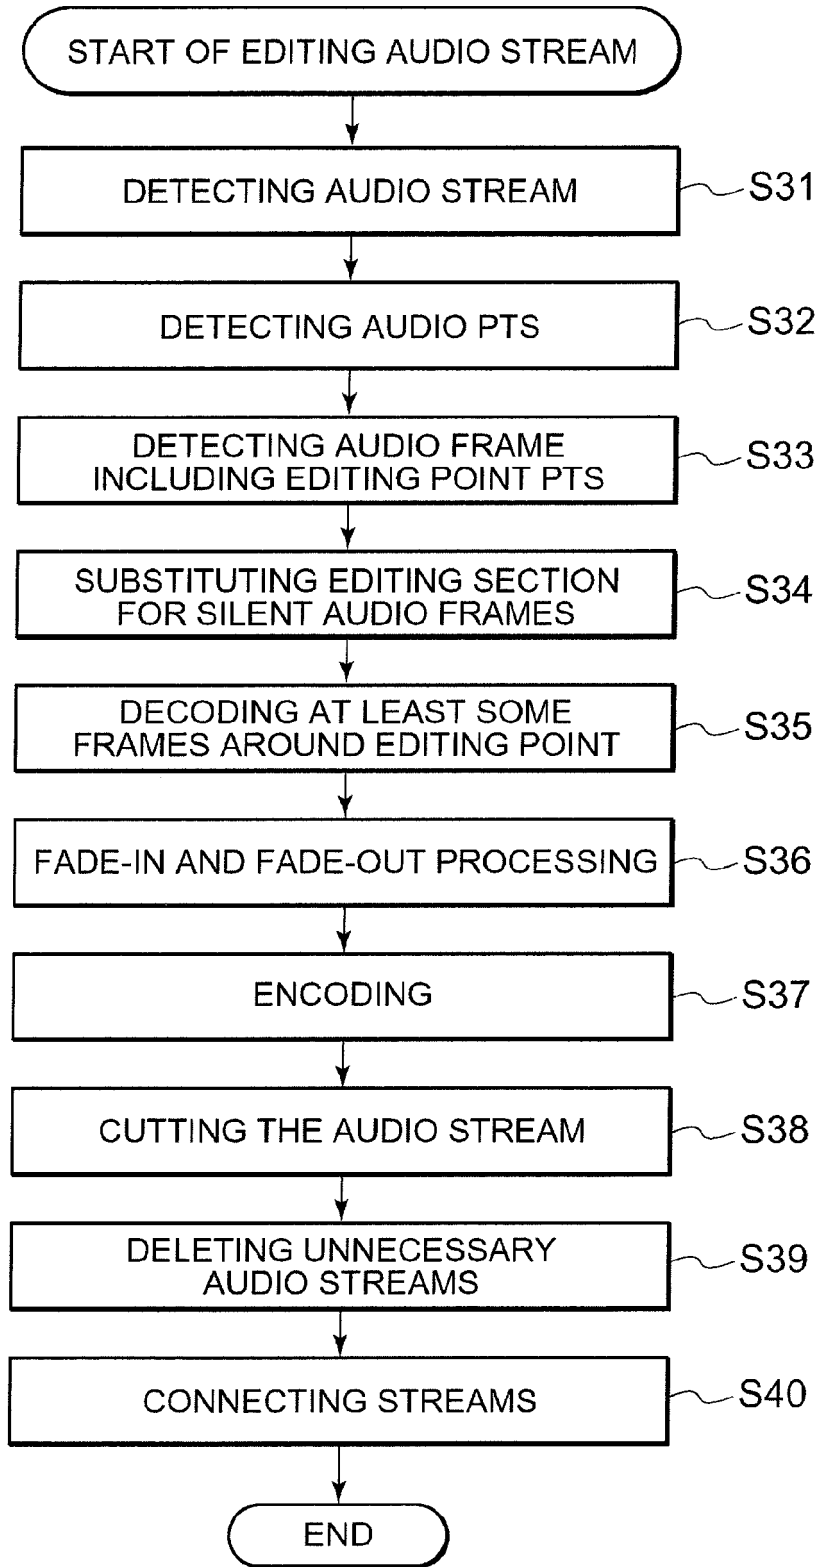 START OF EDITING AUDIO STREAM
DETECTING AUDIO STREAM
S31
DETECTING AUDIO PTS
S32
DETECTING AUDIO FRAME
INCLUDING EDITING POINT PTS
S33
SUBSTITUTING EDITING SECTION
FOR SILENT AUDIO FRAMES
S34
DECODING AT LEAST SOME
FRAMES AROUND EDITING POINT
S35
FADE-IN AND FADE-OUT PROCESSING
S36
ENCODING
S37
CUTTING THE AUDIO STREAM
S38
DELETING UNNECESSARY
AUDIO STREAMS
S39
CONNECTING STREAMS
S40
END